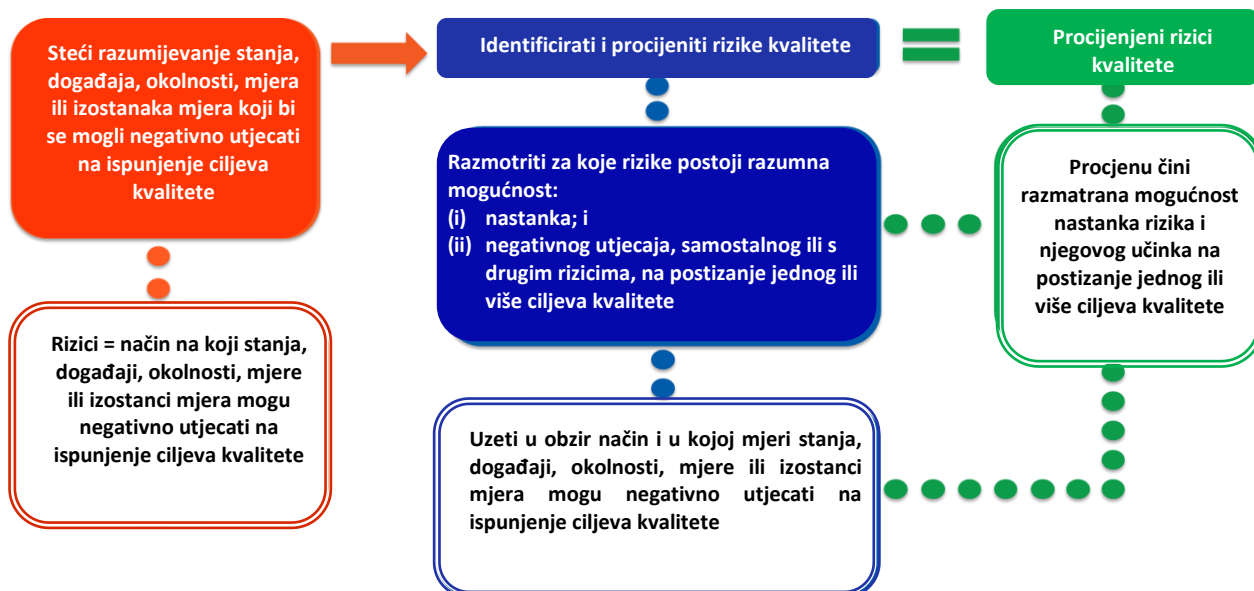 Steći razumijevanje stanja,
događaja, okolnosti, mjera
ili izostanaka mjera koji bi
se mogli negativno utjecati
na ispunjenje ciljeva
kvalitete
Rizici = način na koji stanja,
događaji, okolnosti, mjere
ili izostanci mjera mogu
negativno utjecati na
ispunjenje ciljeva kvalitete
Identificirati i procijeniti rizike kvalitete
Razmotriti za koje rizike postoji razumna
mogućnost:
(i) nastanka; i
(ii) negativnog utjecaja, samostalnog ili s
drugim rizicima, na postizanje jednog ili
više ciljeva kvalitete
Uzeti u obzir način i u kojoj mjeri stanja,
događaji, okolnosti, mjere ili izostanci
mjera mogu negativno utjecati na
ispunjenje ciljeva kvalitete
Procijenjeni rizici
kvalitete
Procjenu čini
razmatrana mogućnost
nastanka rizika i
njegovog učinka na
postizanje jednog ili
više ciljeva kvalitete